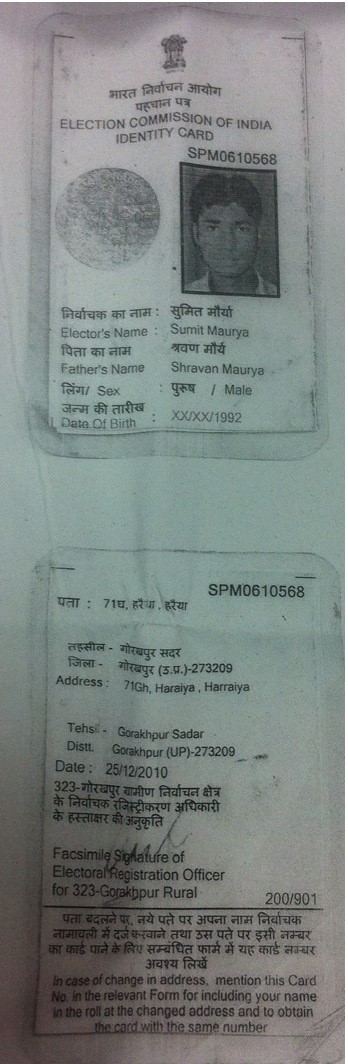 भारत निर्वाचन आयोग
पहचान पत्र
ELECTION COMMISSION OF INDIA
IDENTITY CARD
SPM0610568
निर्वाचक का नाम : सुमित मौर्या
Elector's Name : Sumit Maurya
पिता का नाम श्रवण मौर्य
Father's Name Shravan Maurya
लिंग/ Sex : पुरूष / Male
जन्म की तारीख
Date Of Birth : XX/XX/1992
SPM0610568
पता : 71घ, हरैया , हरैया
तहसील - गोरखपुर सदर
जिला - गोरखपुर (उ.प्र.)-273209
Address : 71Gh, Haraiya , Harraiya
Tehsil - Gorakhpur Sadar
Distt. Gorakhpur (UP)-273209
Date : 25/12/2010
323-गोरखपुर ग्रामीण निर्वाचन क्षेत्र
के निर्वाचक रजिस्ट्रीकरण अधिकारी
के हस्ताक्षर की अनुकृति
Facsimile Signature of
Electoral Registration Officer
for 323-Gorakhpur Rural
200/901
पता बदलने पर, नये पते पर अपना नाम निर्वाचक
नामावली में दर्ज करवाने तथा उस पते पर इसी नम्बर
का कार्ड पाने के लिए सम्बंधित फार्म में यह कार्ड नम्बर
अवश्य लिखें
In case of change in address, mention this Card
No. in the relevant Form for including your name
in the roll at the changed address and to obtain
the card with the same number